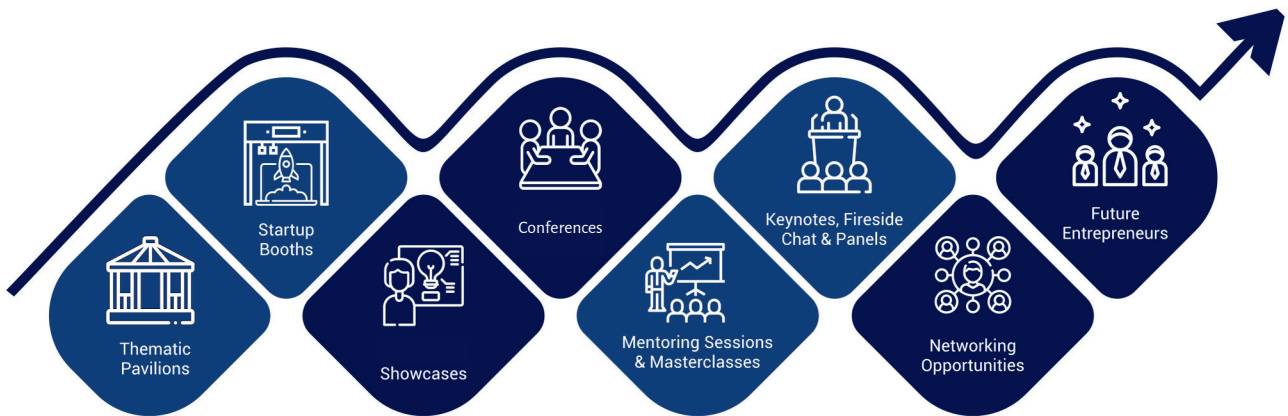 Thematic
Pavilions
Startup
Booths
Showcases
Conferences
Mentoring Sessions
& Masterclasses
Keynotes, Fireside
Chat & Panels
Networking
Opportunities
Future
Entrepreneurs